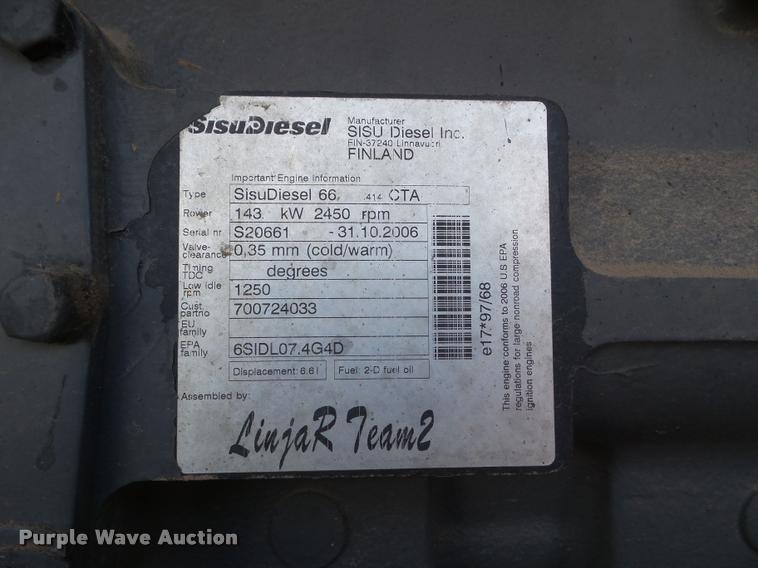 SisuDiesel
Manufacturer
SISU Diesel Inc.
FIN-37240 Linnavuori
FINLAND
Important Engine Information
Type SisuDiesel 66. .414 CTA
Power 143. kW 2450 rpm
Serial nr S20661 - 31.10.2006
Valve-
clearance 0,35 mm (cold/warm)
Timing
TDC degrees
Low idle
rpm 1250
Cust.
partno 700724033
EU
family
EPA
family 6SIDL07.4G4D
Displacement: 6.6 l Fuel: 2-D fuel oil
Assembled by:
LinjaR Team2
e17*97/68
This engine conforms to 2006 U.S EPA
regulations for large nonroad compression
ignition engines
Purple Wave Auction